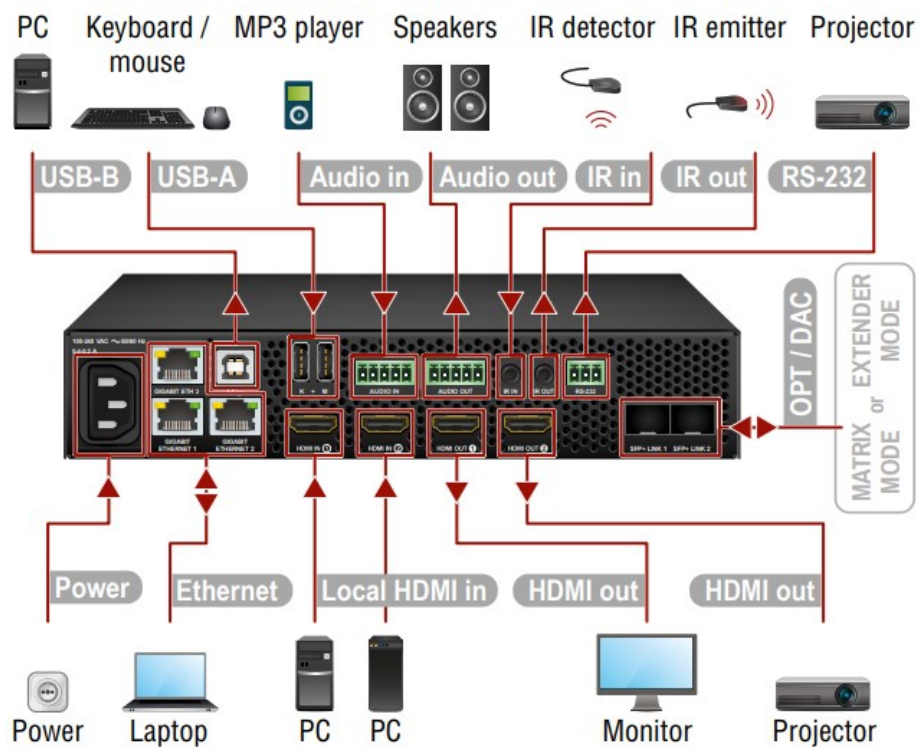 PC
Keyboard /
mouse
MP3 player
Speakers
IR detector
IR emitter
Projector
USB-B
USB-A
Audio in
Audio out
IR in
IR out
RS-232
OPT / DAC
MATRIX or EXTENDER
MODE MODE
GIGABIT ETH 3
K + M
AUDIO IN
AUDIO OUT
IR IN
IR OUT
RS-232
GIGABIT
ETHERNET 1
GIGABIT
ETHERNET 2
HDMI IN 1
HDMI IN 2
HDMI OUT 1
HDMI OUT 2
SFP+ LINK 1
SFP+ LINK 2
Power
Ethernet
Local HDMI in
HDMI out
HDMI out
Power
Laptop
PC
PC
Monitor
Projector